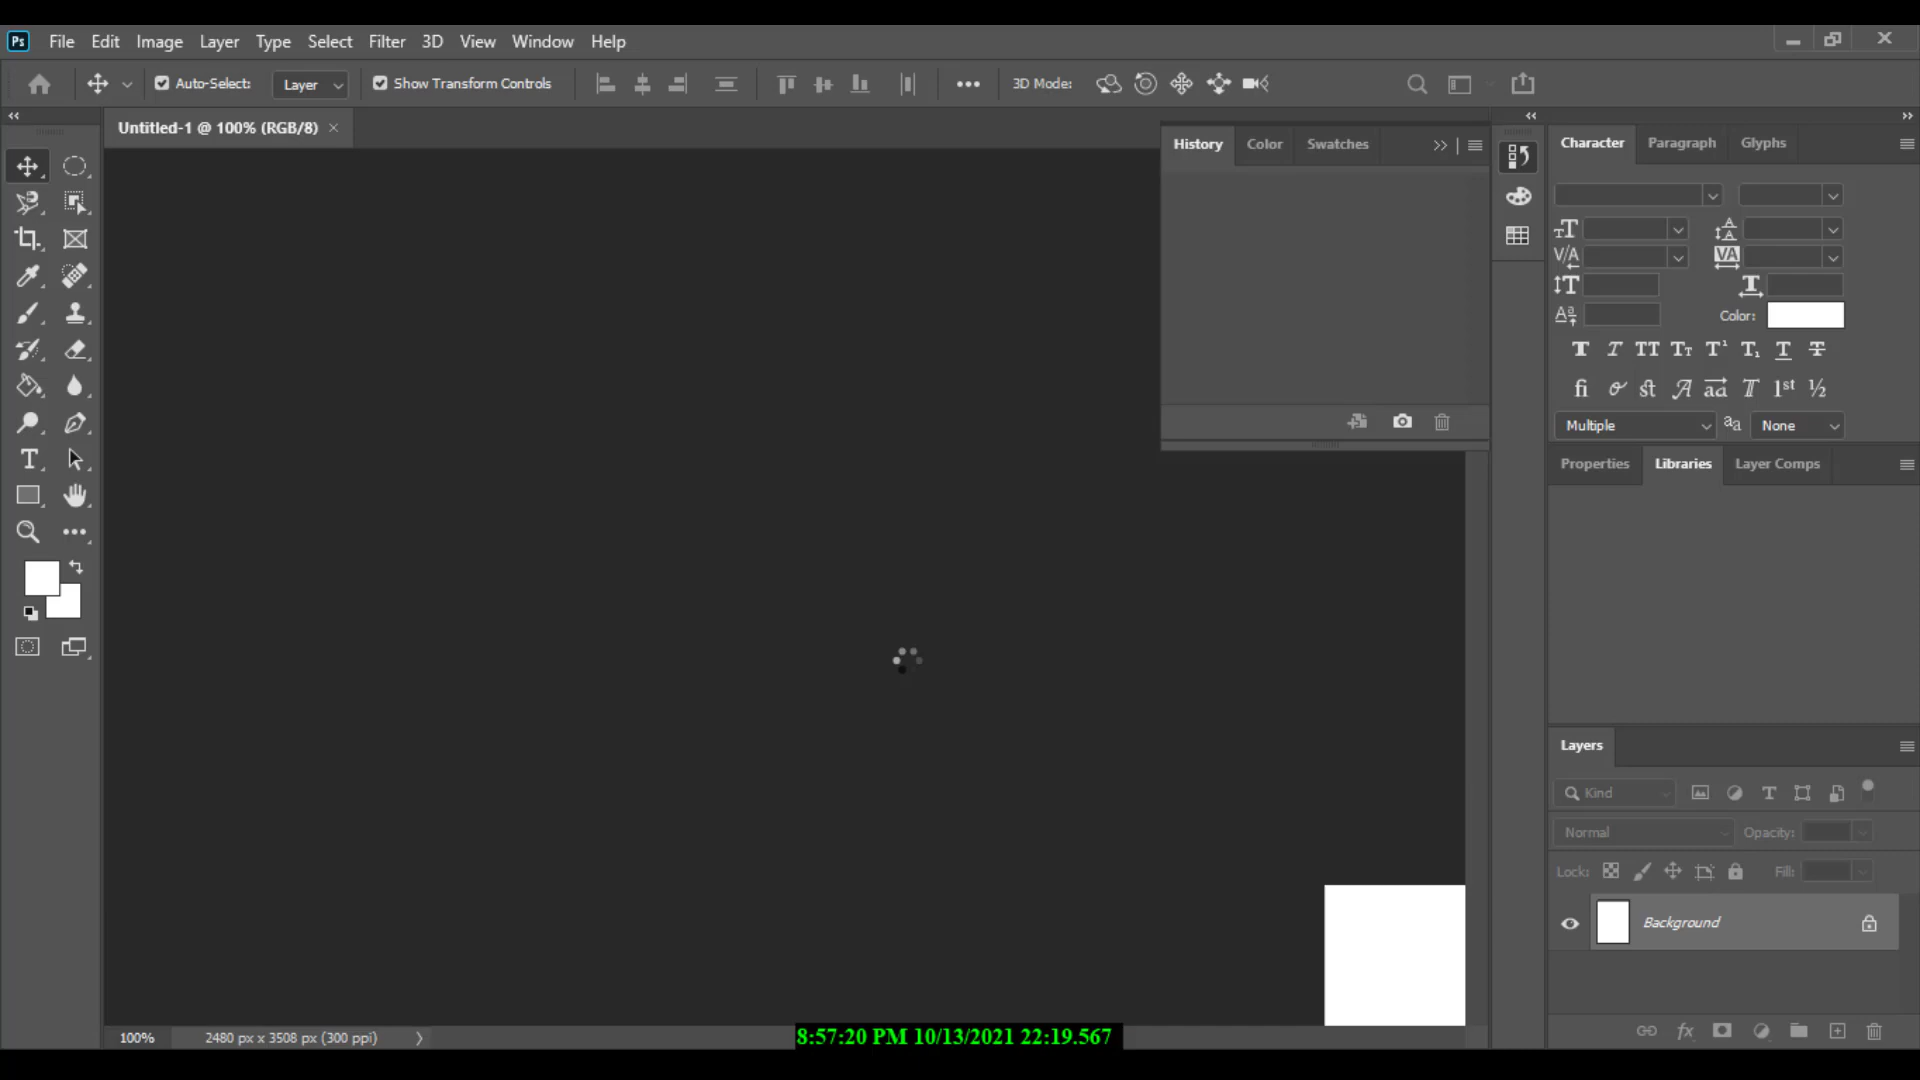 Ps File Edit Image Layer Type Select Filter 3D View Window Help
Auto-Select: Layer Show Transform Controls 3D Mode:
Untitled-1 @ 100% (RGB/8)
History Color Swatches
Character Paragraph Glyphs
Color:
Multiple aa None
Properties Libraries Layer Comps
Layers
Kind
Normal Opacity:
Lock: Fill:
Background
100% 2480 px x 3508 px (300 ppi)
8:57:20 PM 10/13/2021 22:19.567